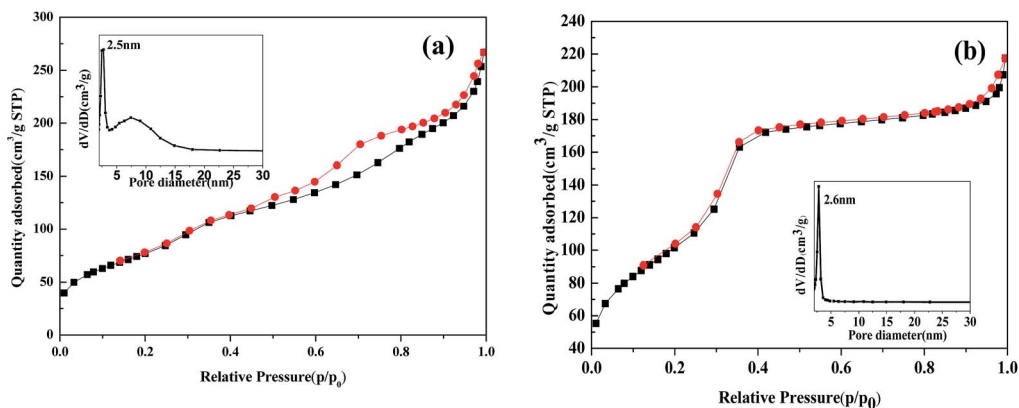 (a)
2.5nm
dV/dD(cm³/g)
5 10 15 20 25 30
Pore diameter(nm)
300
250
200
150
100
50
0
Quantity adsorbed(cm³/g STP)
0.0 0.2 0.4 0.6 0.8 1.0
Relative Pressure(p/p₀)
(b)
220
200
180
160
140
120
100
80
60
40
Quantity adsorbed(cm³/g STP)
2.6nm
dV/dD(cm³/g)
5 10 15 20 25 30
Pore diameter(nm)
0.0 0.2 0.4 0.6 0.8 1.0
Relative Pressure(p/p₀)